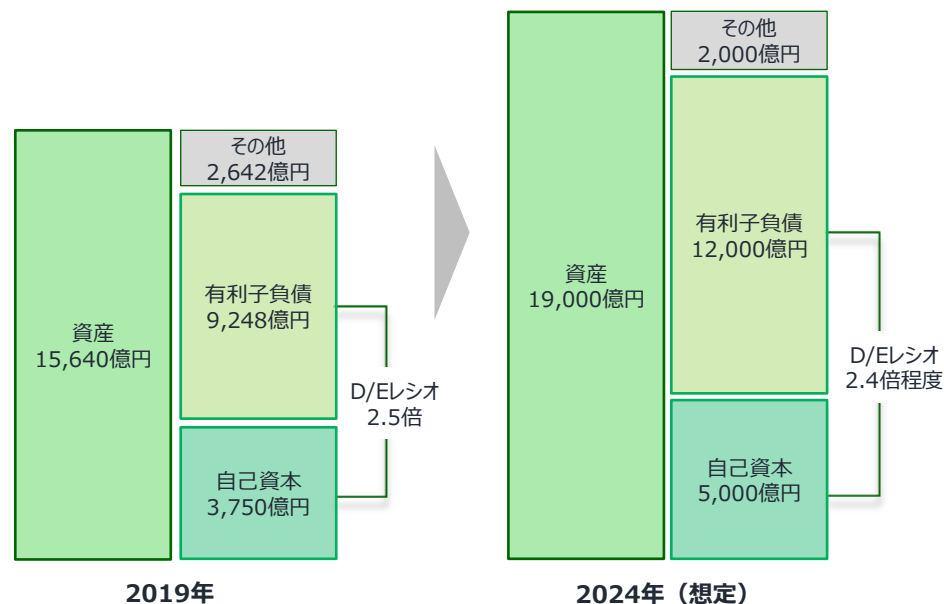 その他
2,642億円
有利子負債
9,248億円
資産
15,640億円
D/Eレシオ
2.5倍
自己資本
3,750億円
2019年
その他
2,000億円
有利子負債
12,000億円
資産
19,000億円
D/Eレシオ
2.4倍程度
自己資本
5,000億円
2024年（想定）